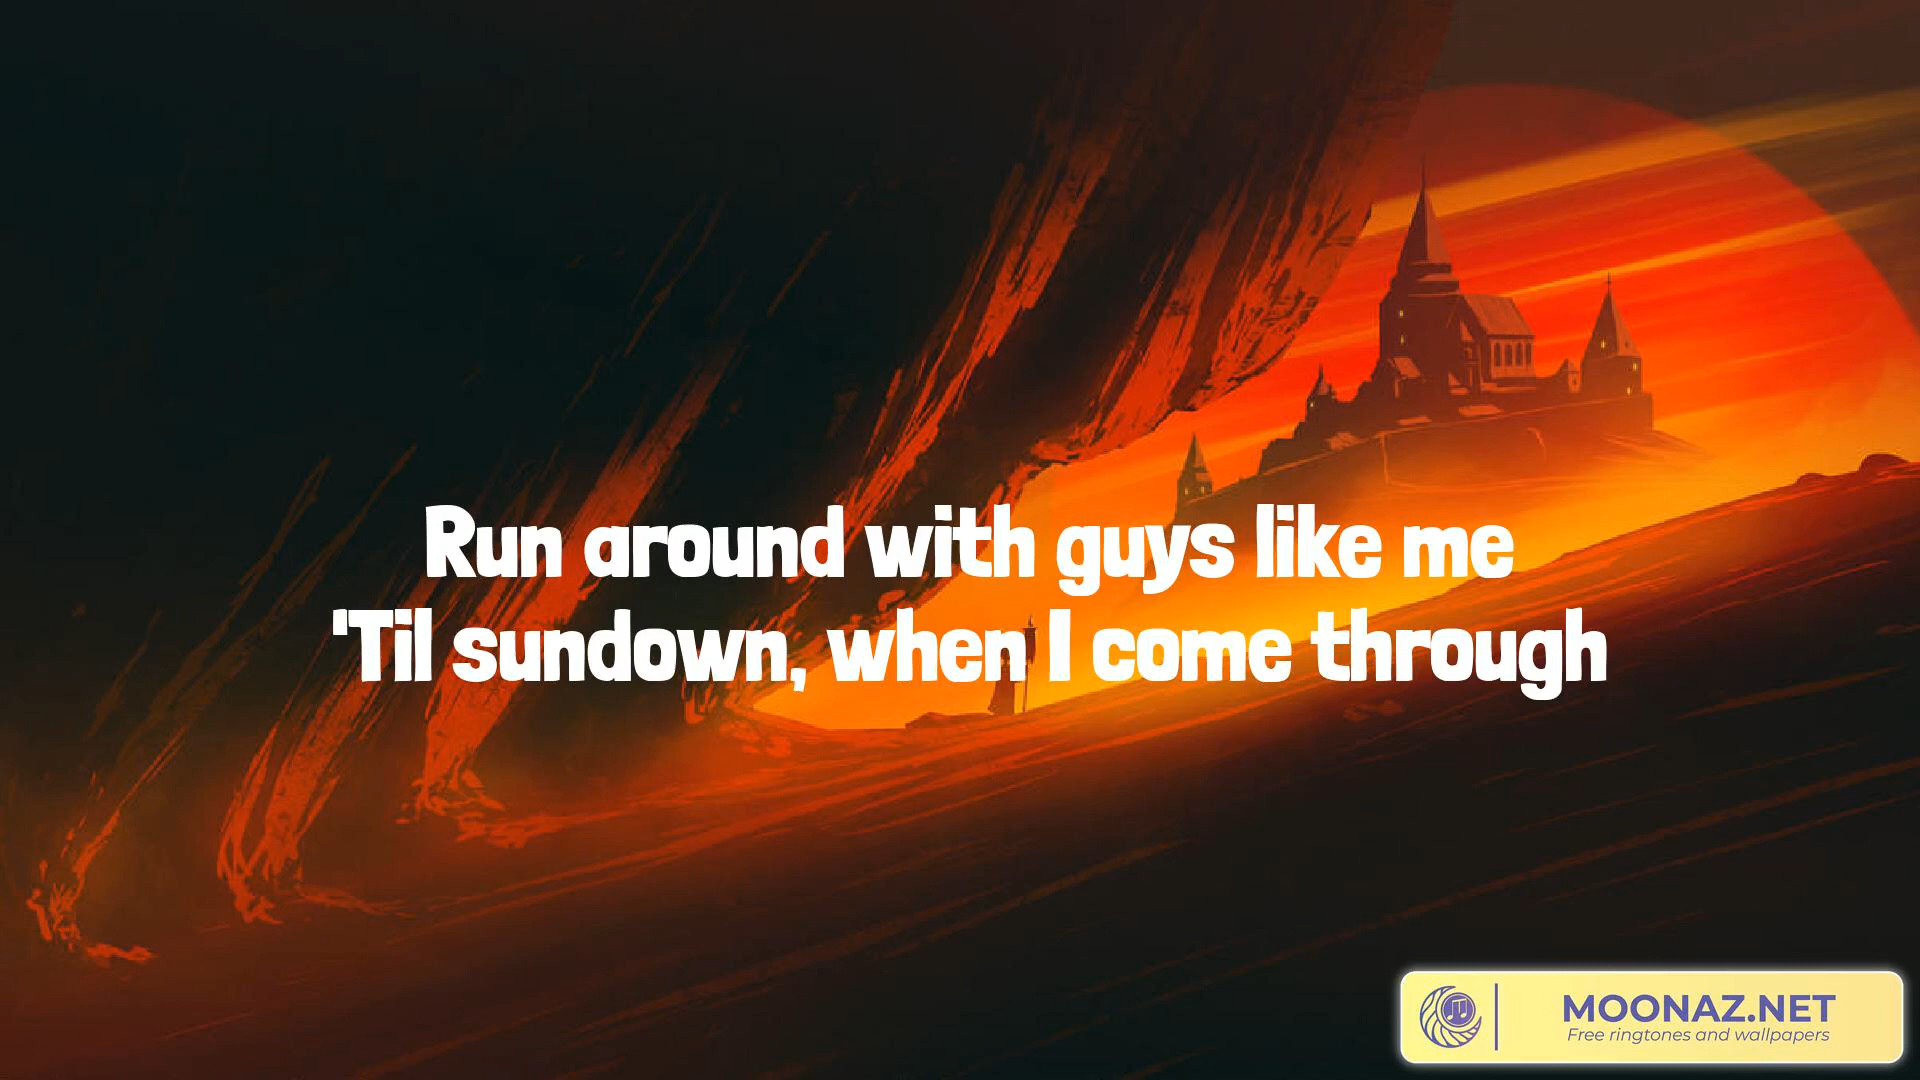 Run around with guys like me
'Til sundown, when I come through
MOONAZ.NET
Free ringtones and wallpapers